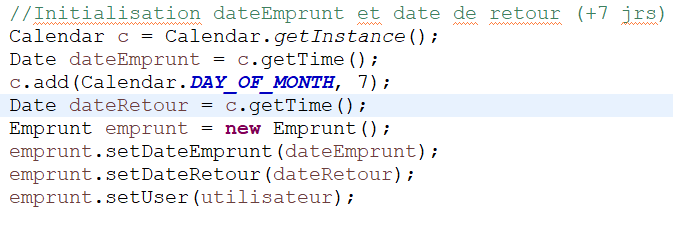 //Initialisation dateEmprunt et date de retour (+7 jrs)
Calendar c = Calendar.getInstance();
Date dateEmprunt = c.getTime();
c.add(Calendar.DAY_OF_MONTH, 7);
Date dateRetour = c.getTime();
Emprunt emprunt = new Emprunt();
emprunt.setDateEmprunt(dateEmprunt);
emprunt.setDateRetour(dateRetour);
emprunt.setUser(utilisateur);